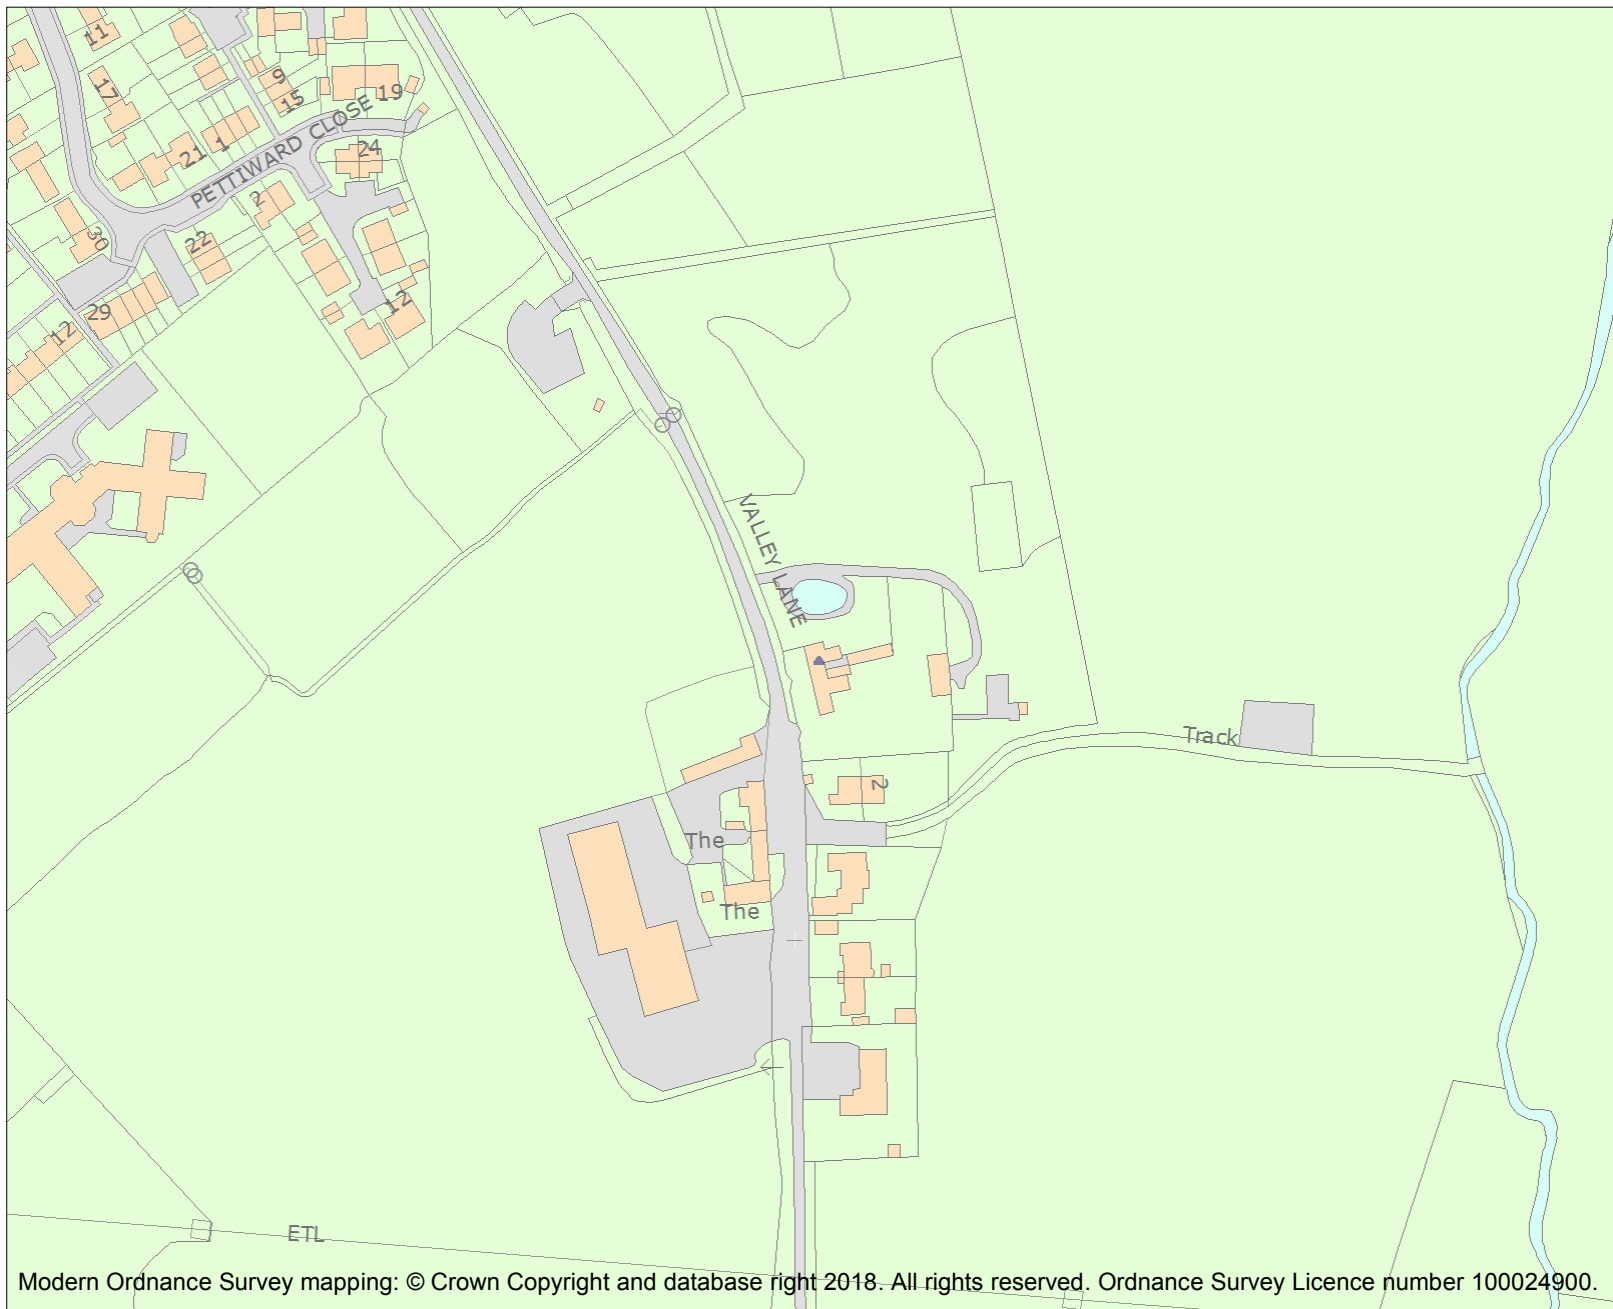 11
17
9
15
19
PETTIWARD CLOSE
21
1
24
2
30
22
29
12
12
VALLEY LANE
Track
2
The
The
ETL
Modern Ordnance Survey mapping: © Crown Copyright and database right 2018. All rights reserved. Ordnance Survey Licence number 100024900.